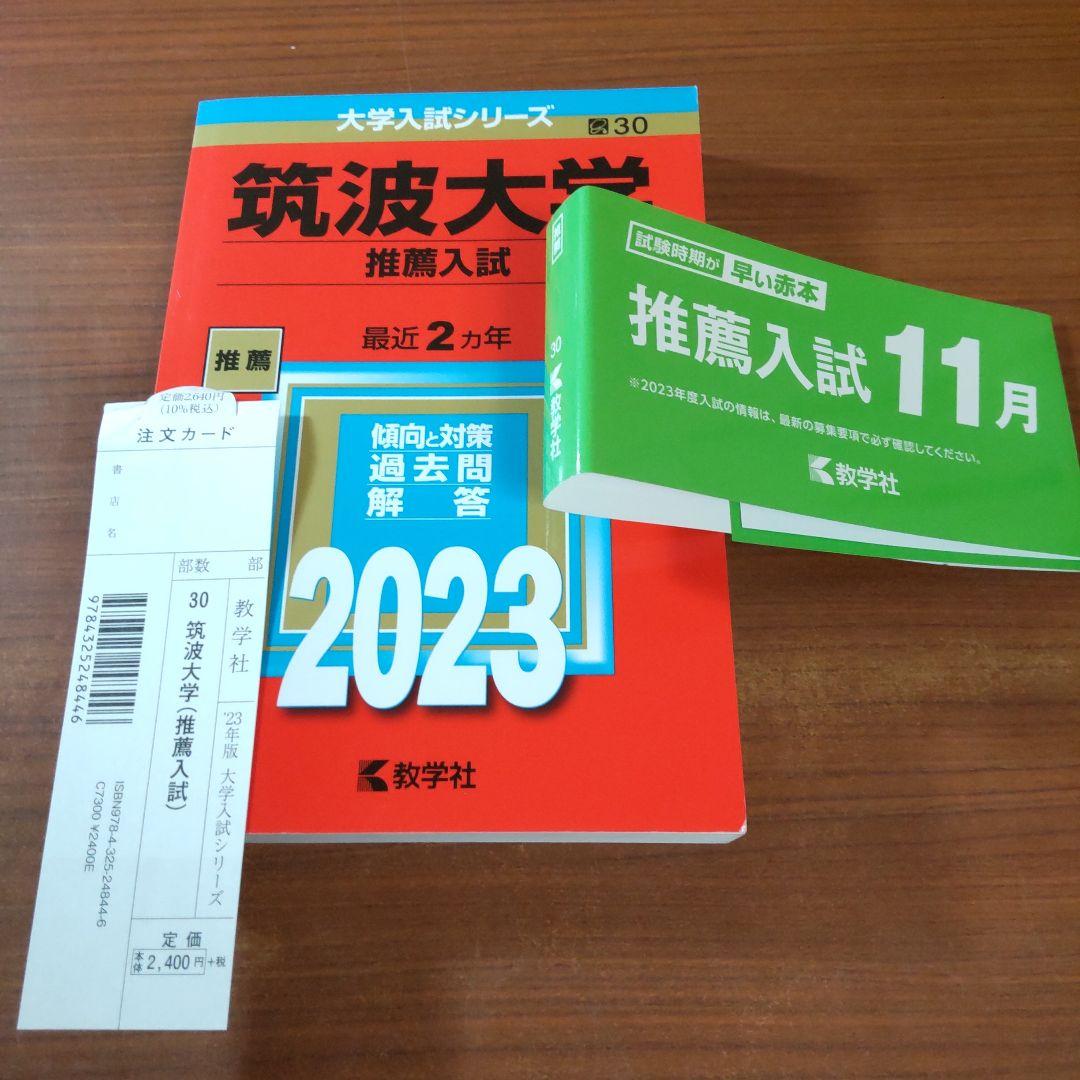 大学入試シリーズ
30
筑波大学
推薦入試
最近2カ年
推薦
傾向と対策
過去問
解答
2023
教学社
推薦
30
教学社
試験時期が
早い赤本
推薦入試11月
※2023年度入試の情報は、最新の募集要項で必ず確認してください。
教学社
定価2,640円
(10%税込)
注文カード
書店名
部数 部
教学社
'23年版 大学入試シリーズ
30 筑波大学(推薦入試)
9784325248446
ISBN978-4-325-24844-6
C7300 ¥2400E
定価
本体 2,400円+税